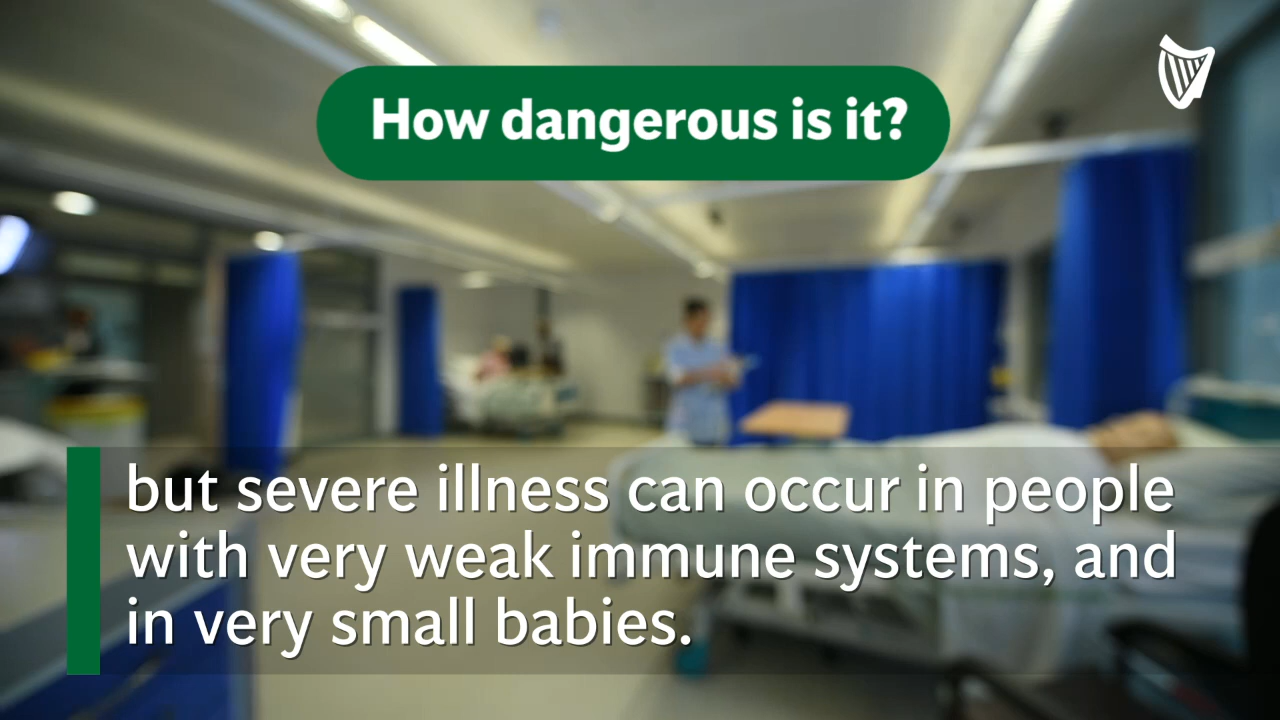 How dangerous is it?
but severe illness can occur in people
with very weak immune systems, and
in very small babies.